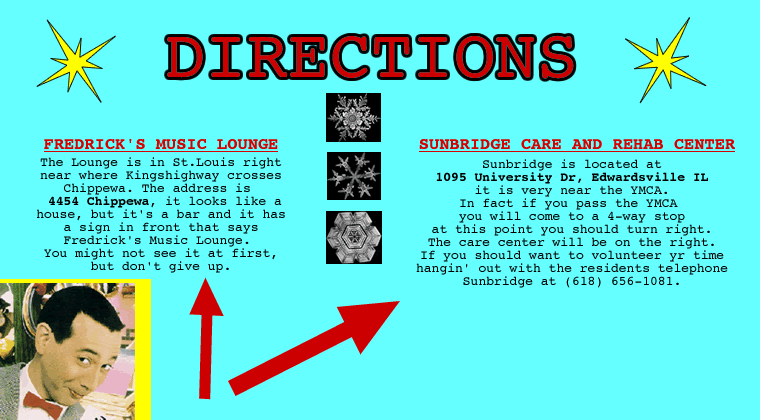 DIRECTIONS
FREDRICK'S MUSIC LOUNGE
The Lounge is in St.Louis right
near where Kingshighway crosses
Chippewa. The address is
4454 Chippewa, it looks like a
house, but it's a bar and it has
a sign in front that says
Fredrick's Music Lounge.
You might not see it at first,
but don't give up.
SUNBRIDGE CARE AND REHAB CENTER
Sunbridge is located at
1095 University Dr, Edwardsville IL
it is very near the YMCA.
In fact if you pass the YMCA
you will come to a 4-way stop
at this point you should turn right.
The care center will be on the right.
If you should want to volunteer yr time
hangin' out with the residents telephone
Sunbridge at (618) 656-1081.